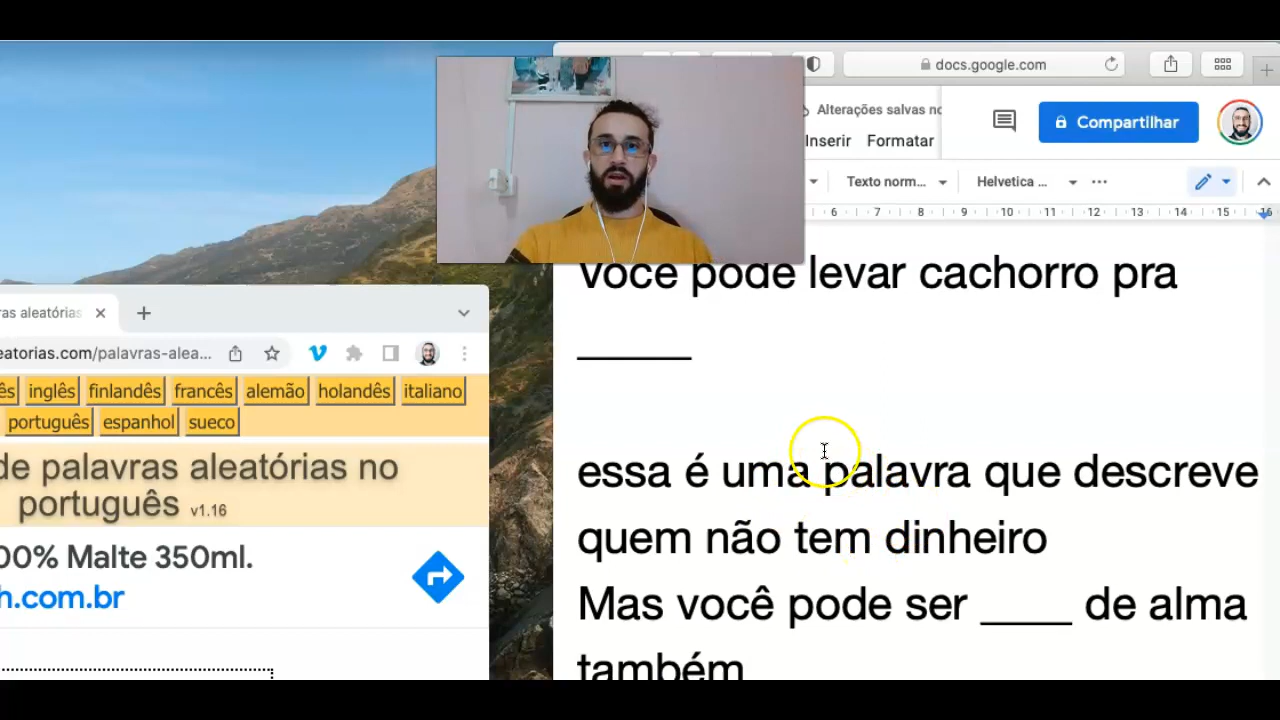 docs.google.com
Alterações salvas
Inserir Formatar
Compartilhar
Texto norm...
Helvetica ...
6 7 8 9 10 11 12 13 14 15 16
Você pode levar cachorro pra
______
essa é uma palavra que descreve
quem não tem dinheiro
Mas você pode ser ____ de alma
também
ras aleatórias
eatorias.com/palavras-alea...
ês inglês finlandês francês alemão holandês italiano
português espanhol sueco
de palavras aleatórias no
português v1.16
00% Malte 350ml.
h.com.br